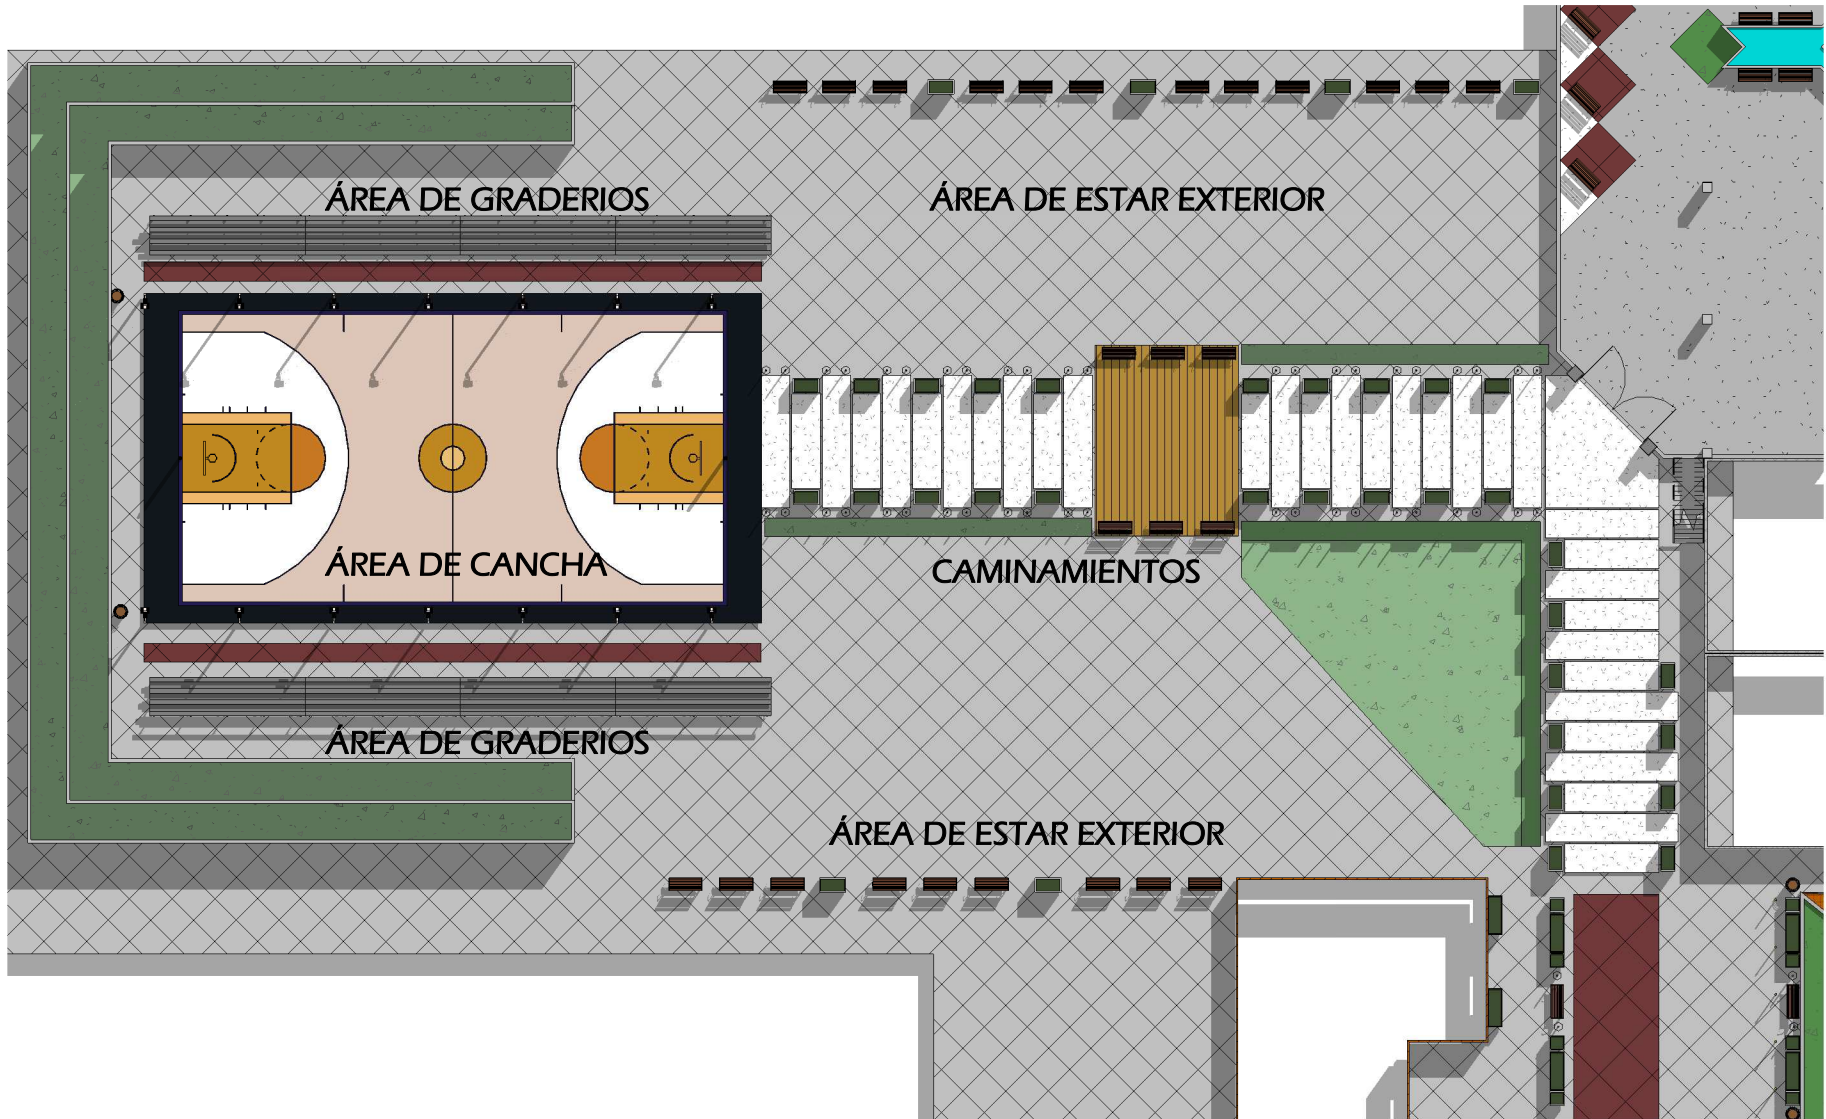 ÁREA DE GRADERIOS
ÁREA DE ESTAR EXTERIOR
ÁREA DE CANCHA
CAMINAMIENTOS
ÁREA DE GRADERIOS
ÁREA DE ESTAR EXTERIOR